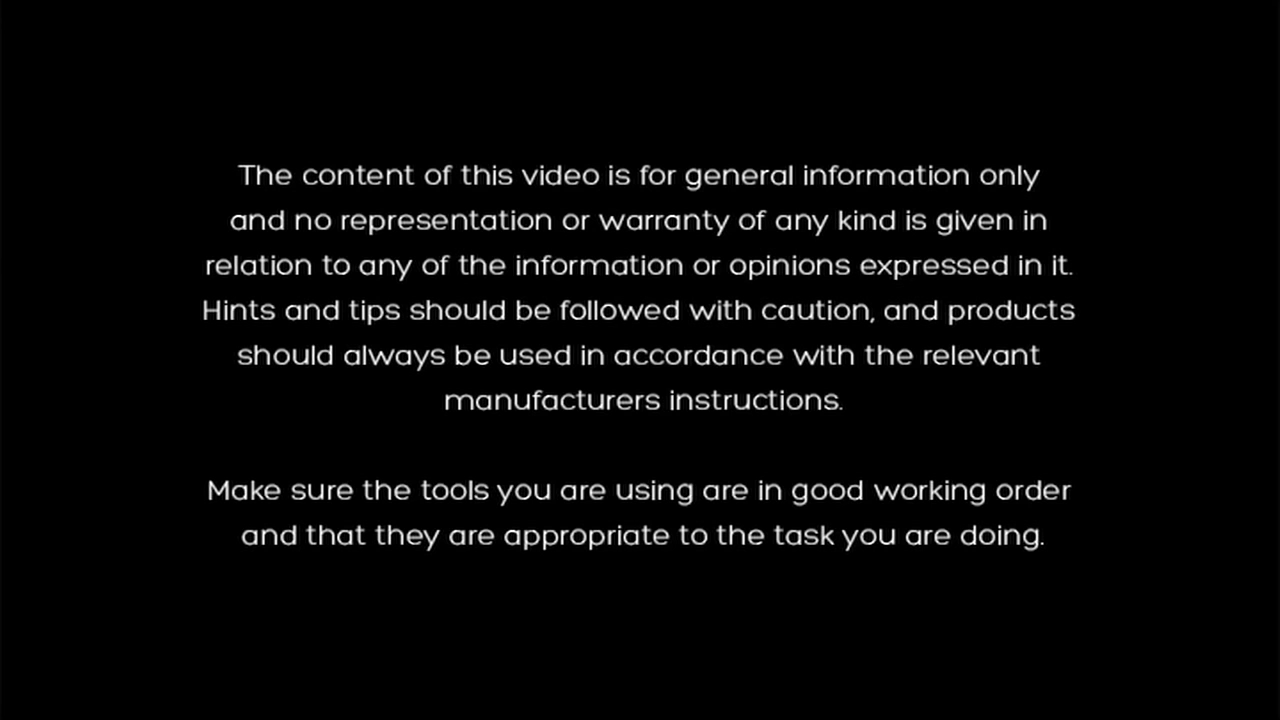 The content of this video is for general information only
and no representation or warranty of any kind is given in
relation to any of the information or opinions expressed in it.
Hints and tips should be followed with caution, and products
should always be used in accordance with the relevant
manufacturers instructions.
Make sure the tools you are using are in good working order
and that they are appropriate to the task you are doing.